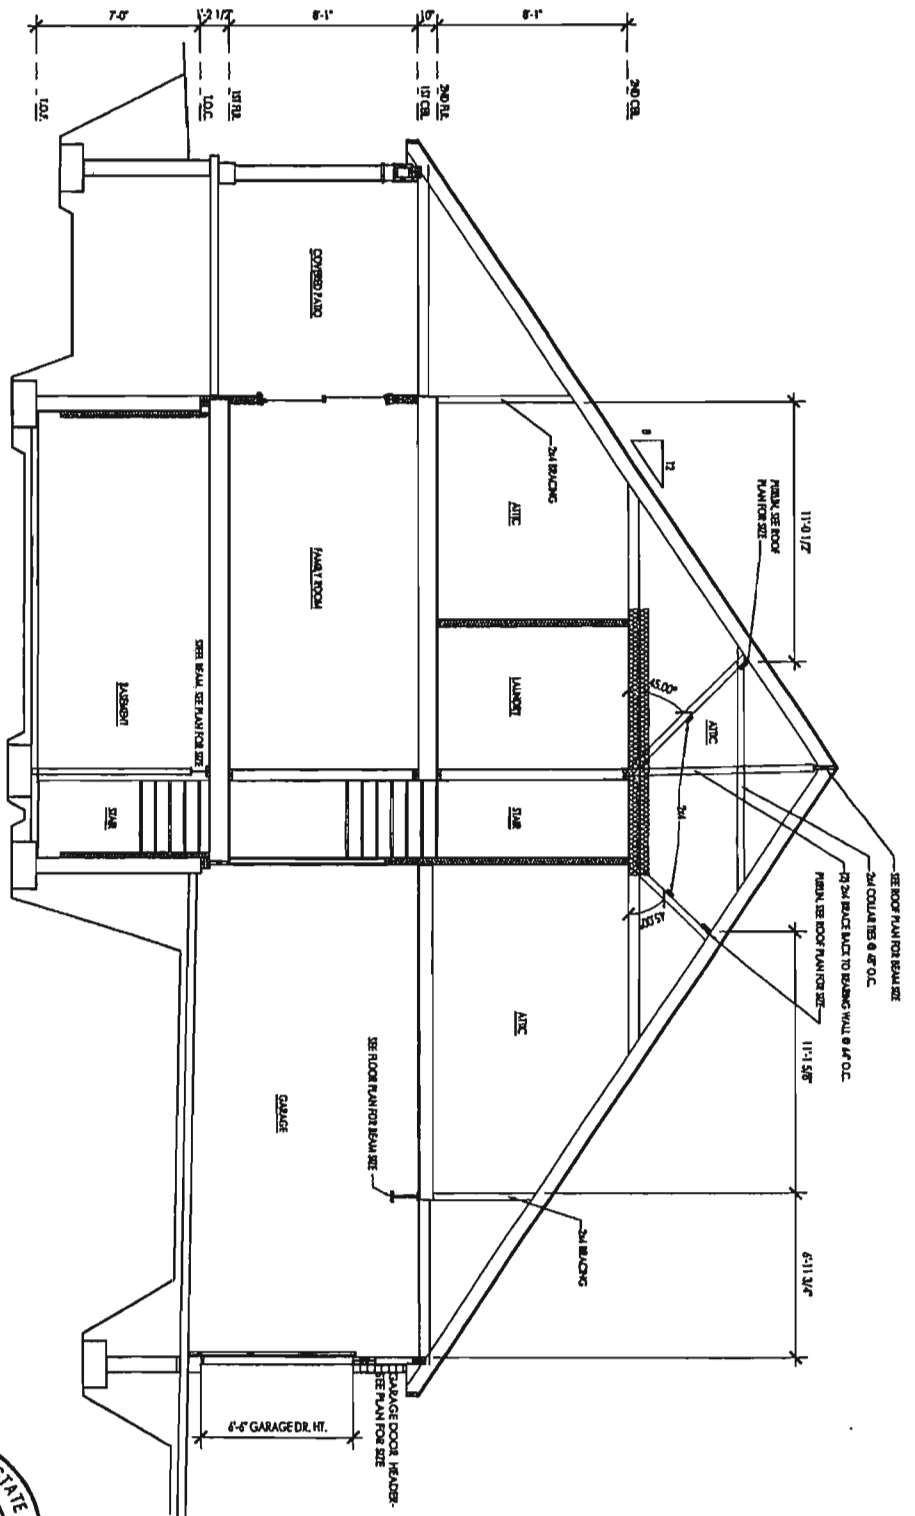 7'-0"
1'-2 1/2"
8'-1"
10"
8'-1"
T.O.F.
T.O.C.
1ST FLR.
1ST CEIL.
2ND FLR.
2ND CEIL.
SEE ROOF PLAN FOR BEAM SIZE
2x4 COLLAR TIES @ 48" O.C.
(2) 2x4 BRACE BACK TO BEARING WALL @ 64" O.C.
PURLIN, SEE ROOF PLAN FOR SIZE
11'-0 1/2"
11'-1 5/8"
6'-11 3/4"
PURLIN, SEE ROOF
PLAN FOR SIZE
8
12
45.00°
45.00°
2x4
ATTIC
2x4 BRACING
ATTIC
LAUNDRY
STAIR
ATTIC
2x4 BRACING
COVERED PATIO
FAMILY ROOM
SEE FLOOR PLAN FOR BEAM SIZE
GARAGE
GARAGE DOOR HEADER-
SEE PLAN FOR SIZE
6'-6" GARAGE DR. HT.
STEEL BEAM, SEE PLAN FOR SIZE
BASEMENT
STAIR
STATE